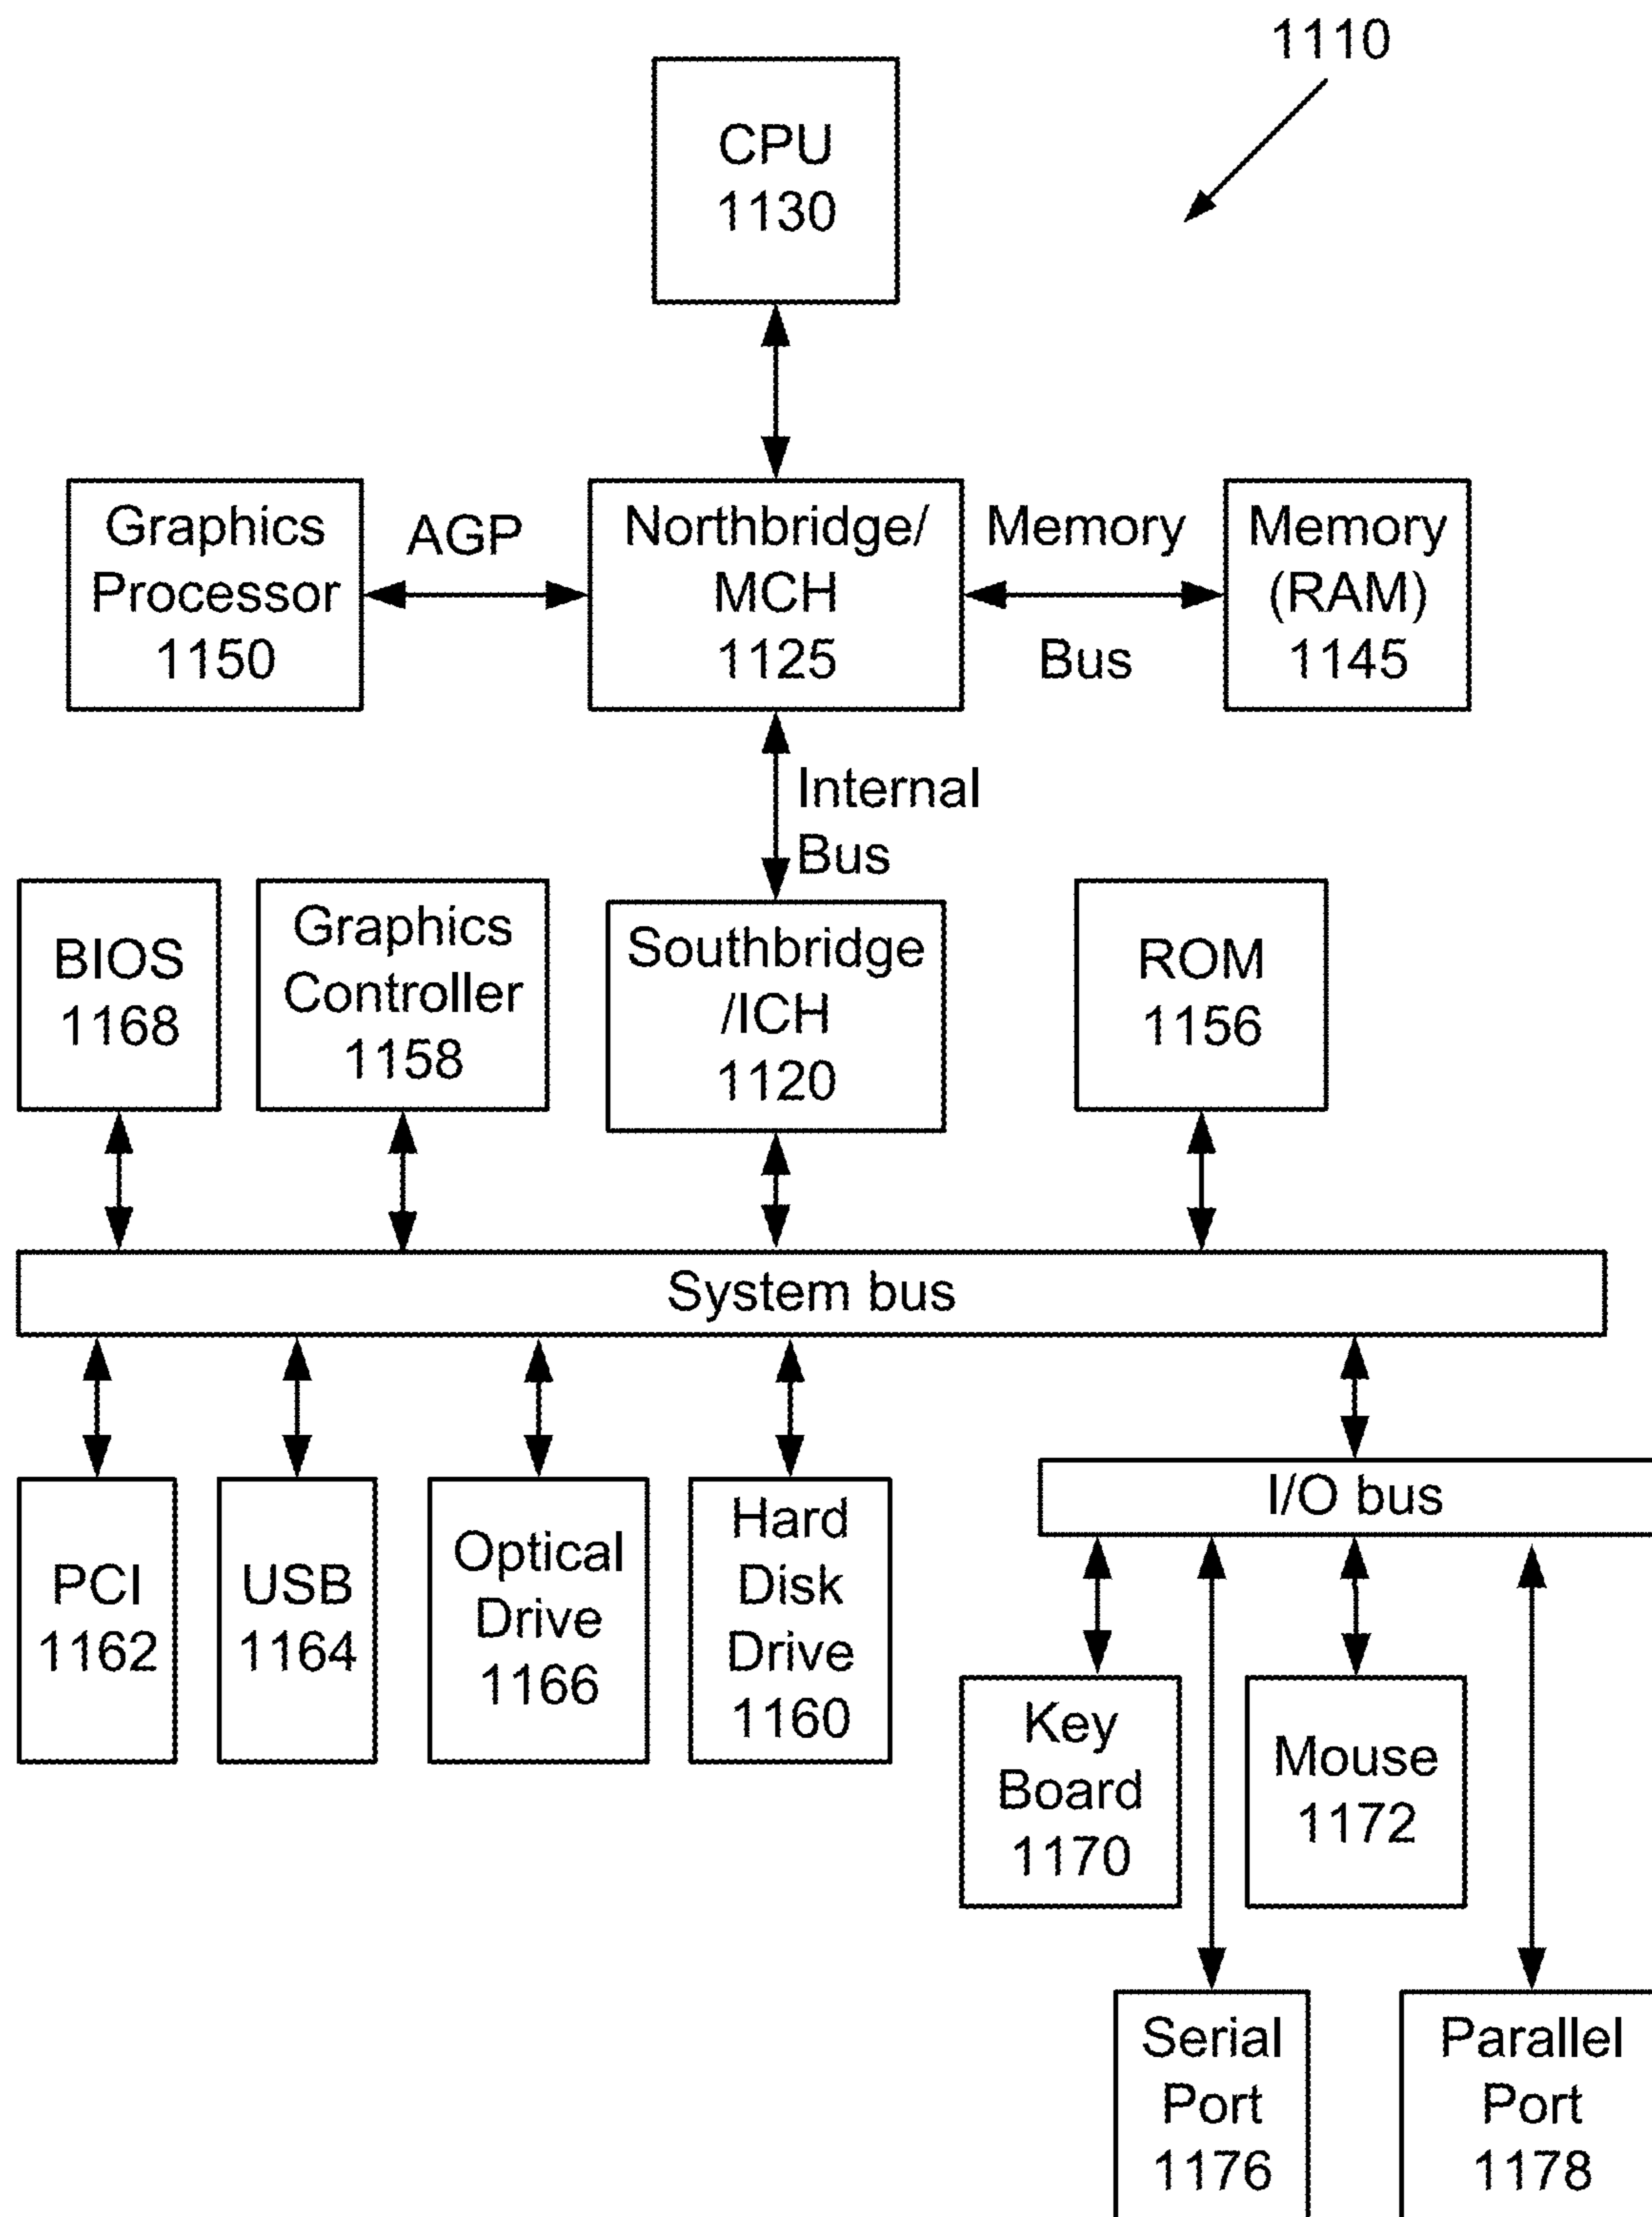 1110
CPU
1130
Graphics
Processor
1150
AGP
Northbridge/
MCH
1125
Memory
Bus
Memory
(RAM)
1145
Internal
Bus
BIOS
1168
Graphics
Controller
1158
Southbridge
/ICH
1120
ROM
1156
System bus
PCI
1162
USB
1164
Optical
Drive
1166
Hard
Disk
Drive
1160
I/O bus
Key
Board
1170
Mouse
1172
Serial
Port
1176
Parallel
Port
1178